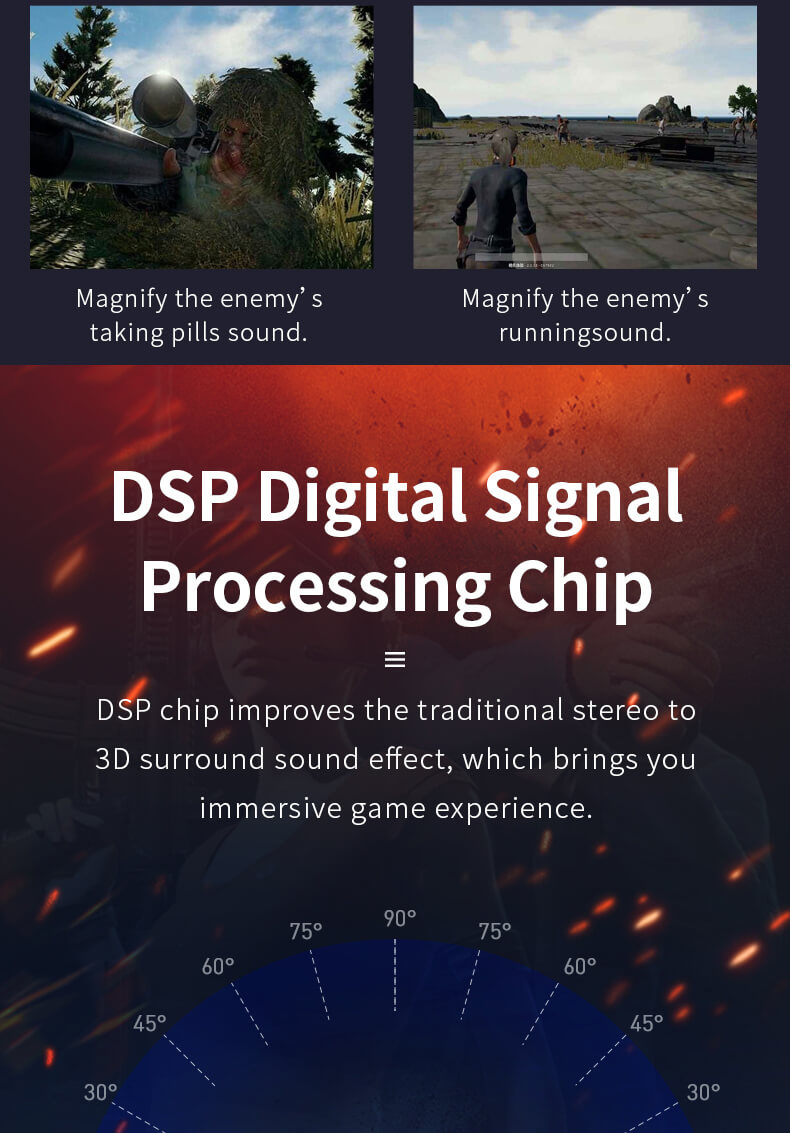 Magnify the enemy’s
taking pills sound.
Magnify the enemy’s
runningsound.
DSP Digital Signal
Processing Chip
DSP chip improves the traditional stereo to
3D surround sound effect, which brings you
immersive game experience.
90°
75°
75°
60°
60°
45°
45°
30°
30°